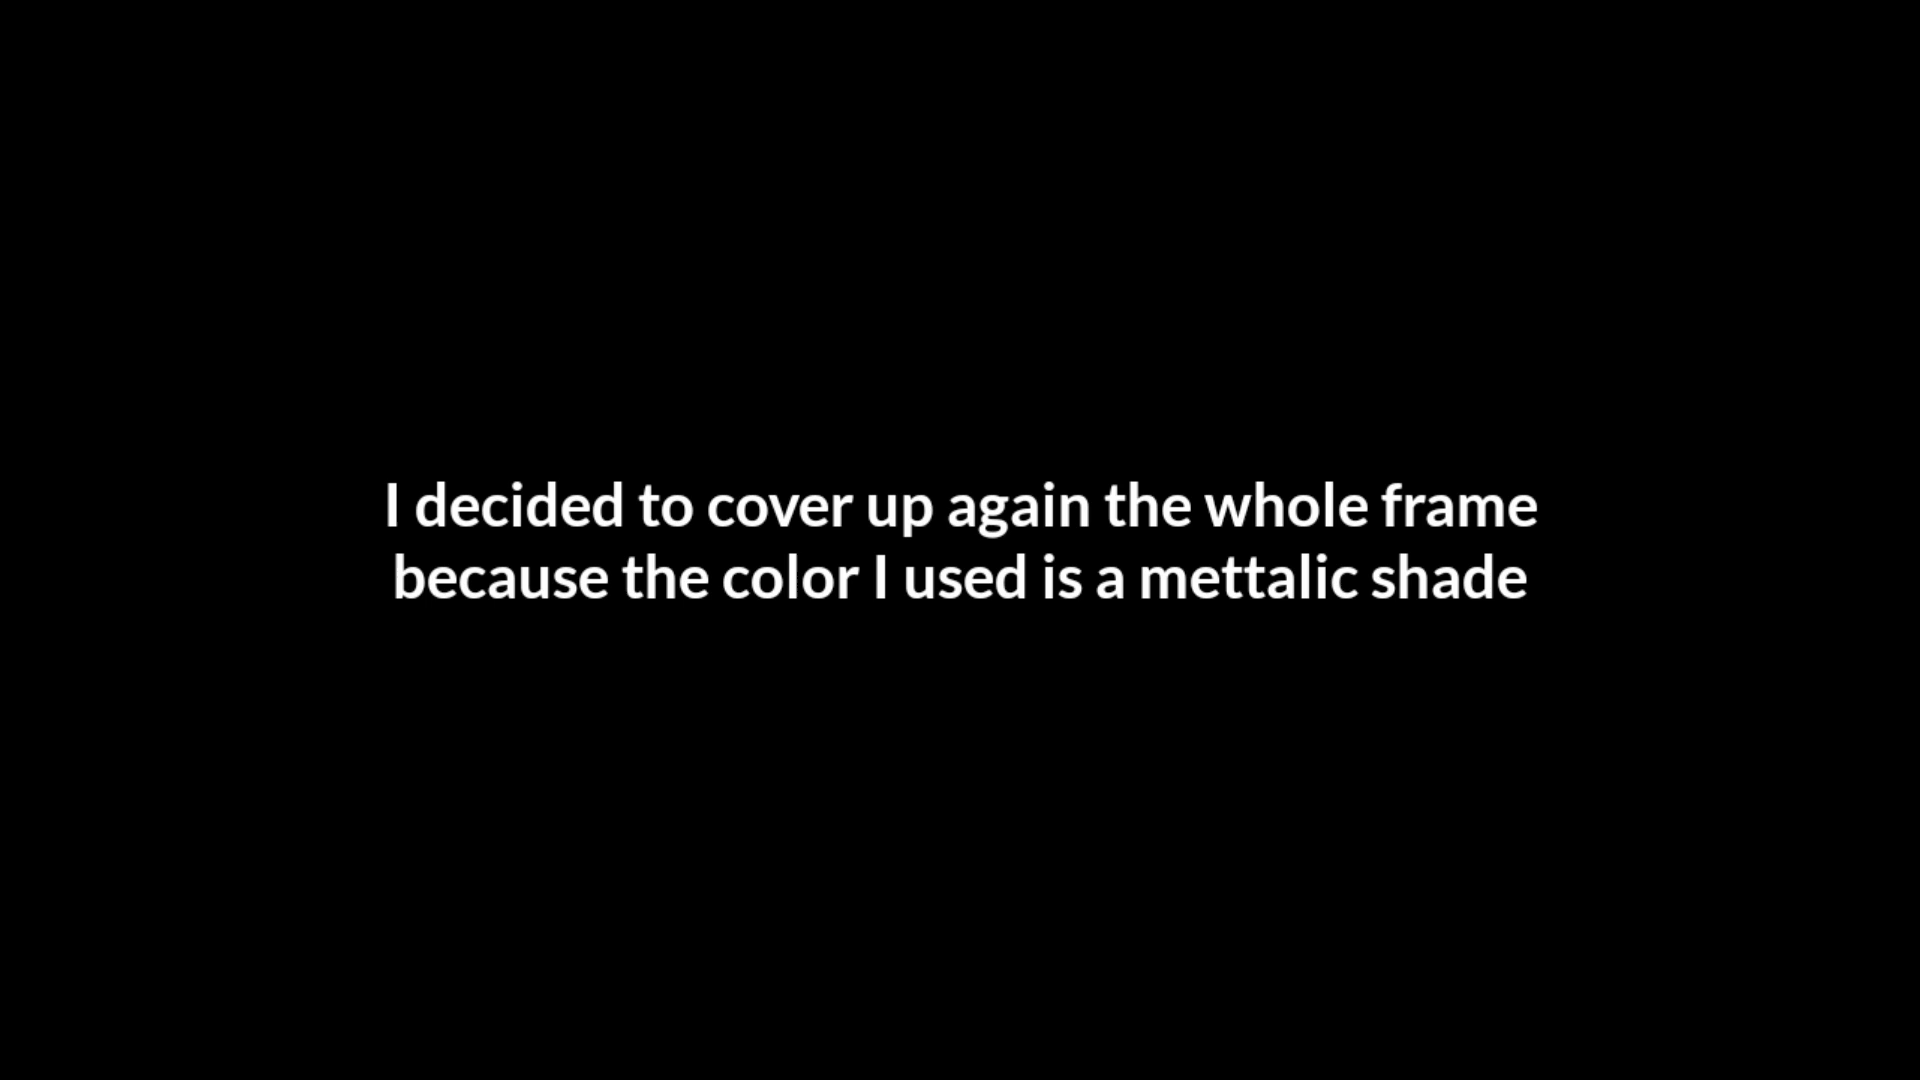 I decided to cover up again the whole frame
because the color I used is a mettalic shade